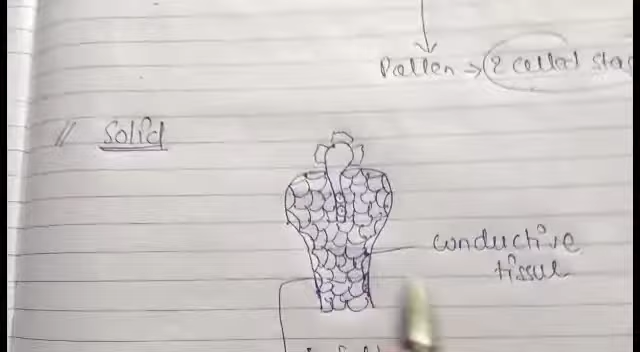 Pollen → 2 celled
// Solid
conductive
tissue